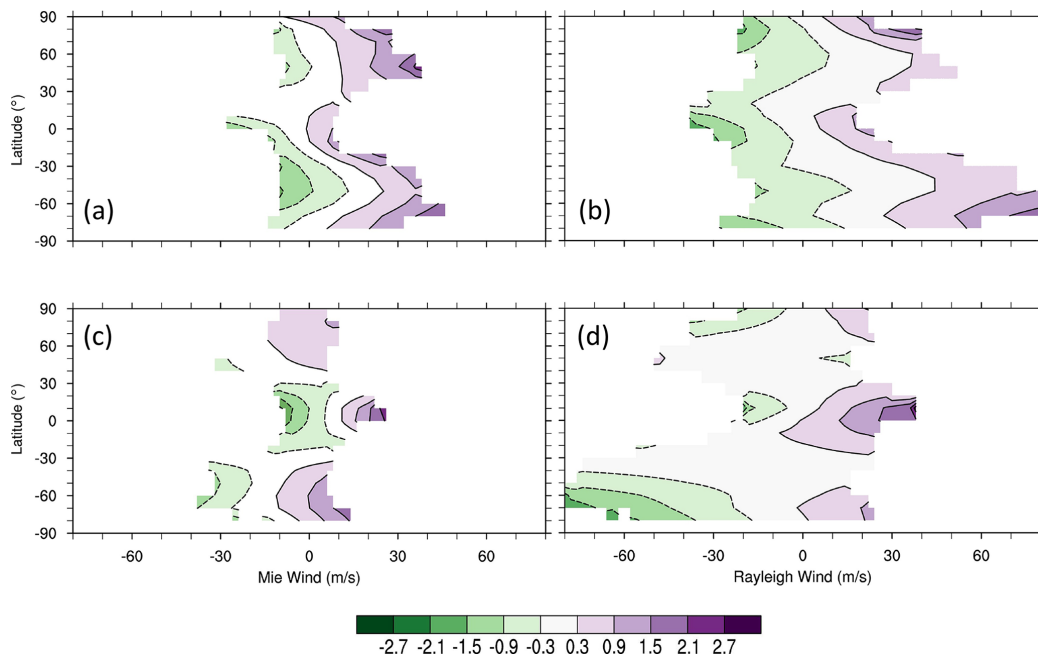 90
60
30
0
-30
-60
-90
Latitude (°)
(a)
(b)
90
60
30
0
-30
-60
-90
Latitude (°)
(c)
(d)
-60 -30 0 30 60
-60 -30 0 30 60
Mie Wind (m/s)
Rayleigh Wind (m/s)
-2.7 -2.1 -1.5 -0.9 -0.3 0.3 0.9 1.5 2.1 2.7